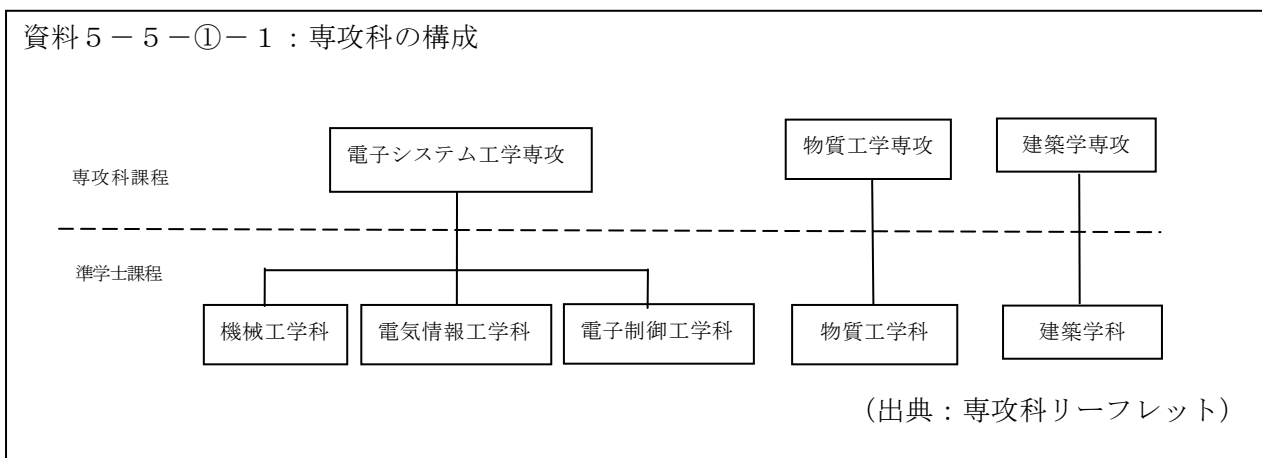 資料５－５－①－１：専攻科の構成
電子システム工学専攻
物質工学専攻
建築学専攻
専攻科課程
準学士課程
機械工学科
電気情報工学科
電子制御工学科
物質工学科
建築学科
（出典：専攻科リーフレット）